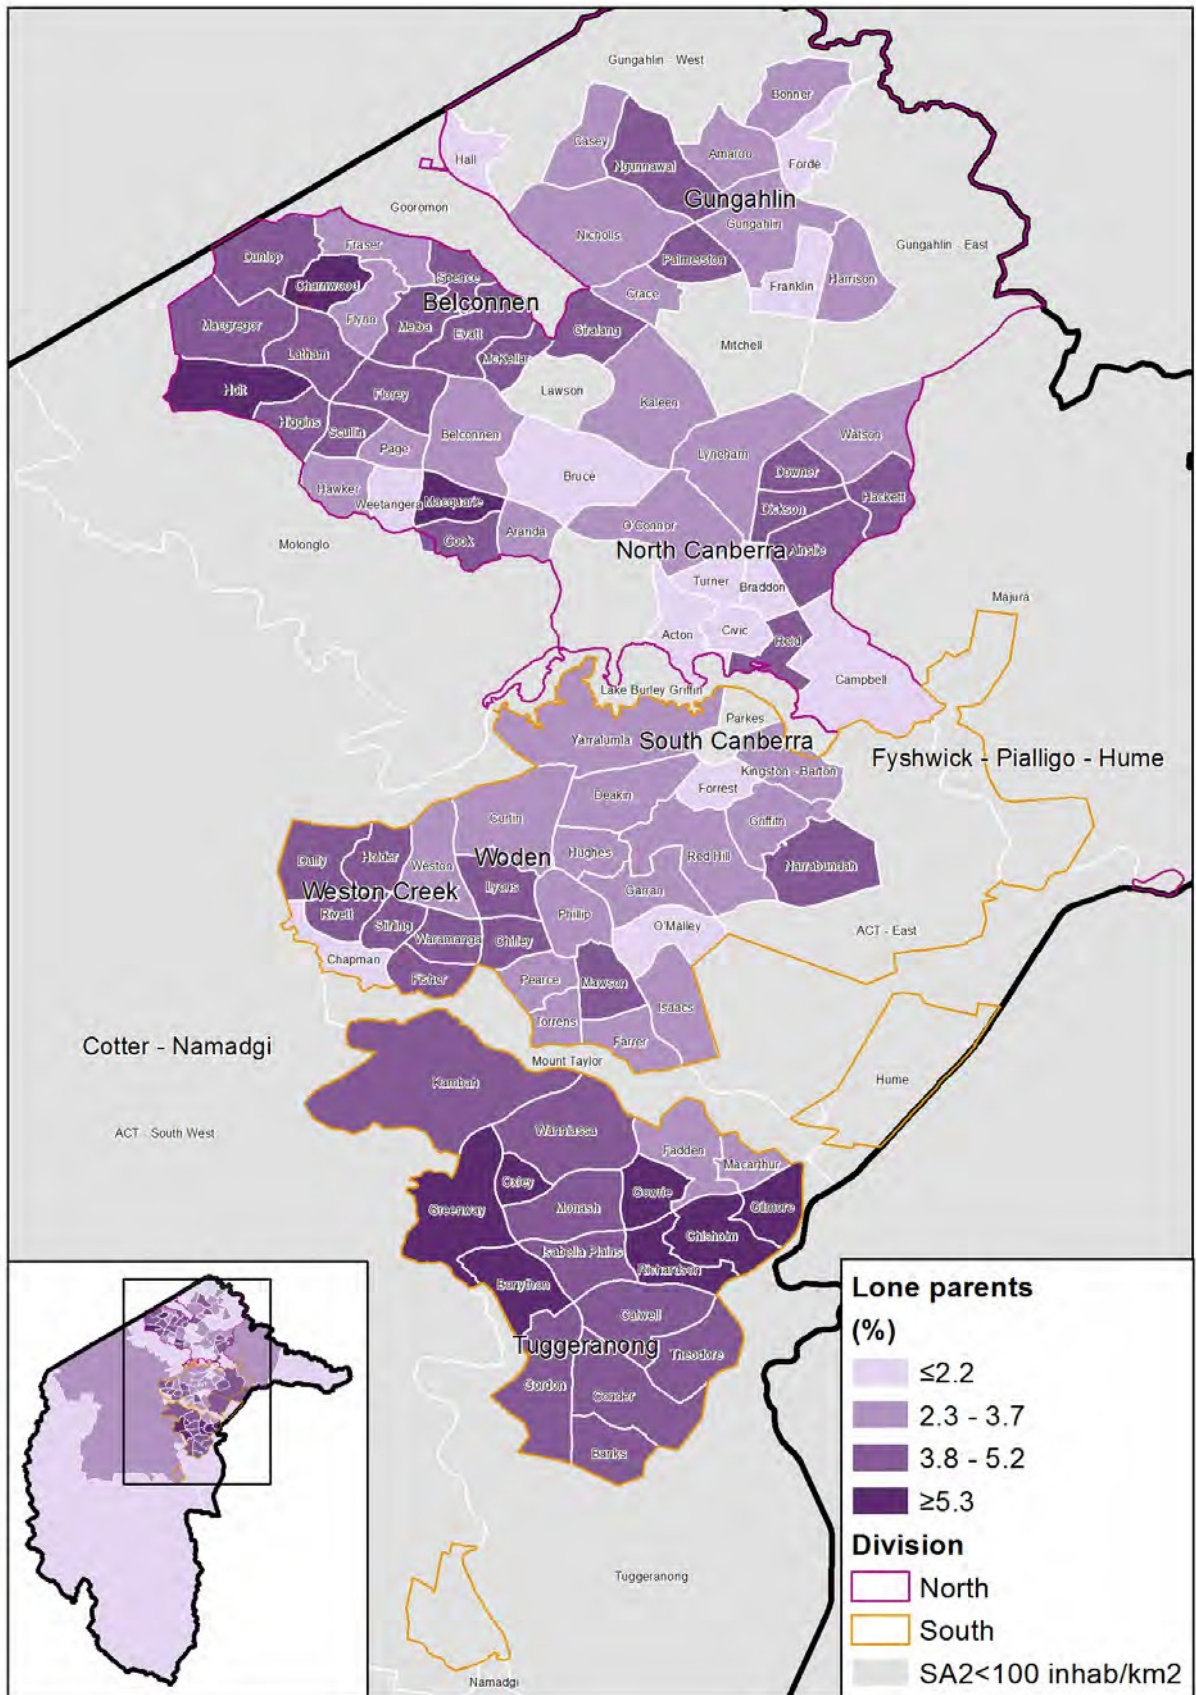 Gungahlin - West
Bonner
Casey
Ngunnawal
Amaroo
Forde
Hall
Gungahlin
Gooromon
Nicholls
Gungahlin
Gungahlin - East
Dunlop
Fraser
Palmerston
Charnwood
Spence
Franklin
Harrison
Belconnen
Crace
Macgregor
Flynn
Melba
Evatt
Giralang
Mitchell
Latham
McKellar
Holt
Florey
Lawson
Kaleen
Higgins
Scullin
Page
Belconnen
Watson
Lyneham
Bruce
Downer
Hawker
Weetangera
Macquarie
Hackett
Dickson
Cook
Aranda
O'Connor
Molonglo
North Canberra
Ainslie
Turner
Braddon
Majura
Acton
Civic
Reid
Campbell
Lake Burley Griffin
Parkes
Yarralumla
South Canberra
Fyshwick - Pialligo - Hume
Kingston - Barton
Forrest
Deakin
Curtin
Griffith
Duffy
Holder
Weston
Woden
Hughes
Red Hill
Narrabundah
Weston Creek
Lyons
Garran
Rivett
Stirling
Phillip
O'Malley
ACT - East
Waramanga
Chifley
Chapman
Fisher
Pearce
Mawson
Isaacs
Torrens
Farrer
Cotter - Namadgi
Mount Taylor
Kambah
Hume
ACT - South West
Wanniassa
Fadden
Macarthur
Oxley
Gowrie
Greenway
Monash
Gilmore
Chisholm
Isabella Plains
Richardson
Bonython
Calwell
Tuggeranong
Theodore
Gordon
Conder
Banks
Tuggeranong
Namadgi
Lone parents
(%)
≤2.2
2.3 - 3.7
3.8 - 5.2
≥5.3
Division
North
South
SA2<100 inhab/km2